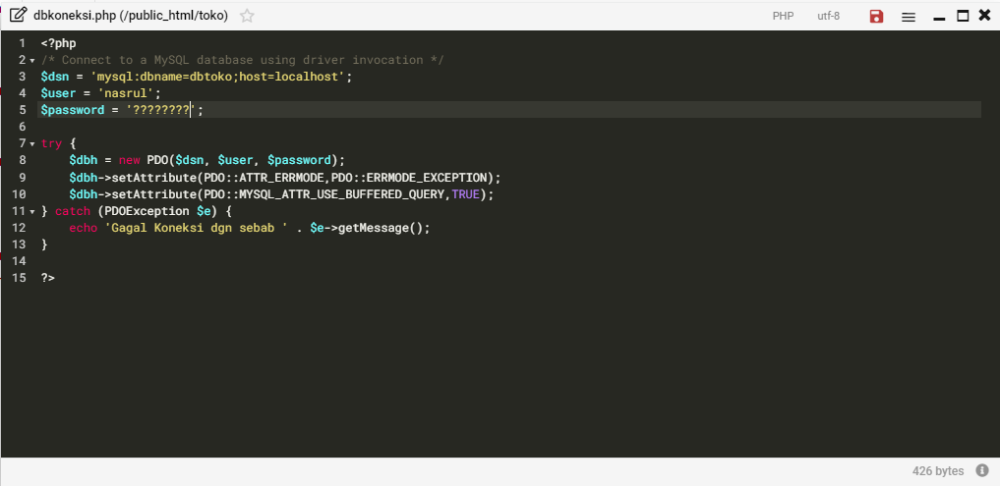 dbkoneksi.php (/public_html/toko)
PHP
utf-8
1 <?php
2 /* Connect to a MySQL database using driver invocation */
3 $dsn = 'mysql:dbname=dbtoko;host=localhost';
4 $user = 'nasrul';
5 $password = '????????';
6
7 try {
8     $dbh = new PDO($dsn, $user, $password);
9     $dbh->setAttribute(PDO::ATTR_ERRMODE,PDO::ERRMODE_EXCEPTION);
10     $dbh->setAttribute(PDO::MYSQL_ATTR_USE_BUFFERED_QUERY,TRUE);
11 } catch (PDOException $e) {
12     echo 'Gagal Koneksi dgn sebab ' . $e->getMessage();
13 }
14
15 ?>
426 bytes